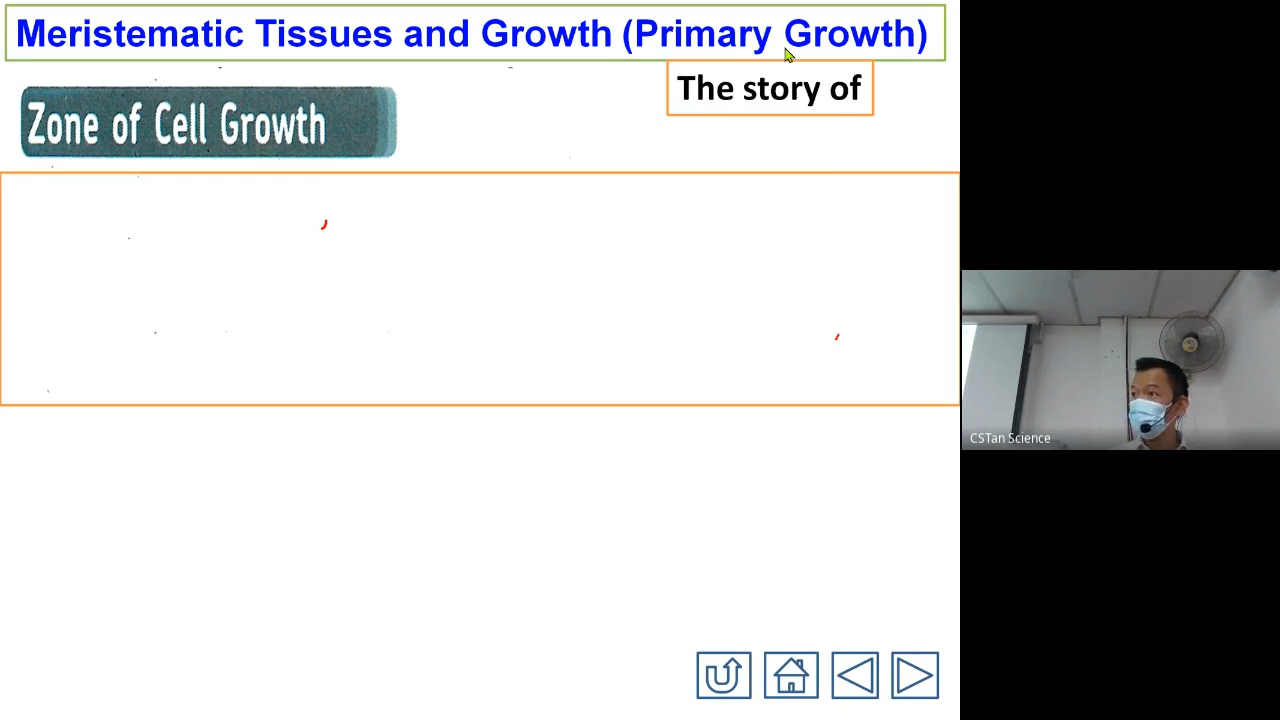 Meristematic Tissues and Growth (Primary Growth)
The story of
Zone of Cell Growth
CSTan Science